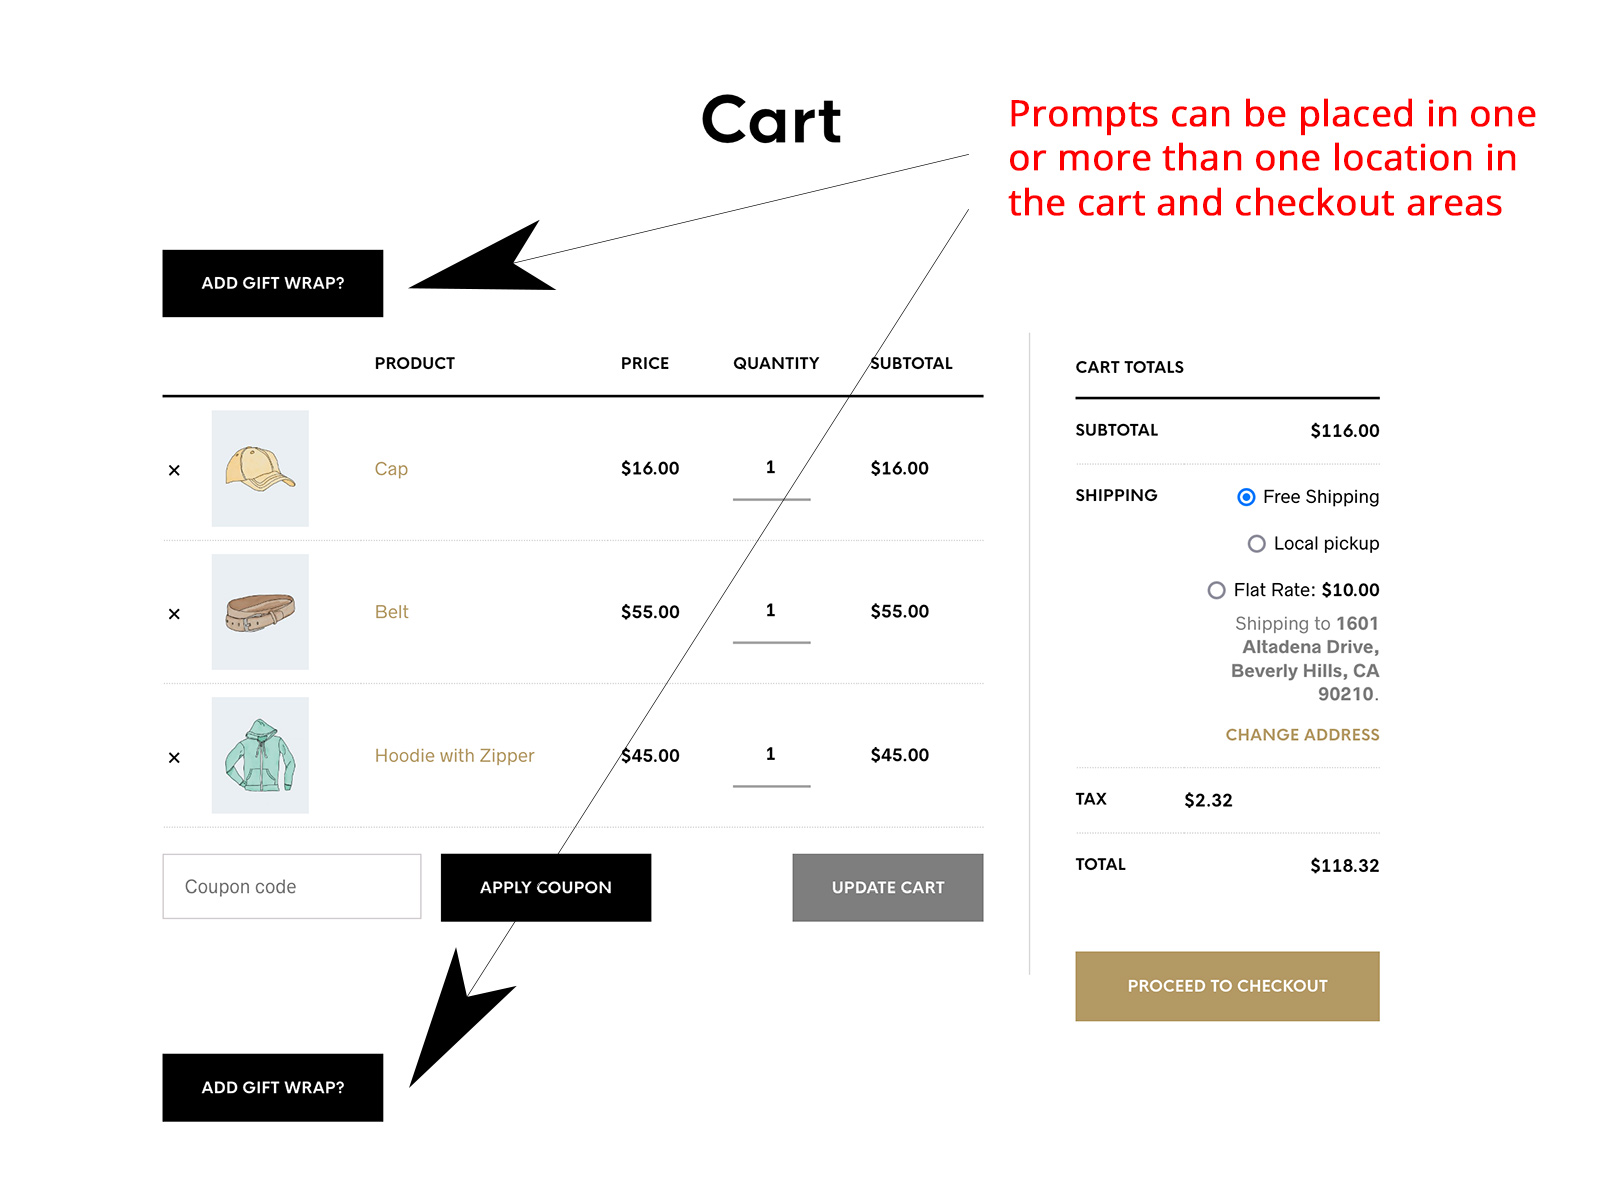 Cart
Prompts can be placed in one
or more than one location in
the cart and checkout areas
ADD GIFT WRAP?
PRODUCT PRICE QUANTITY SUBTOTAL
× Cap $16.00 1 $16.00
× Belt $55.00 1 $55.00
× Hoodie with Zipper $45.00 1 $45.00
Coupon code APPLY COUPON UPDATE CART
ADD GIFT WRAP?
CART TOTALS
SUBTOTAL $116.00
SHIPPING Free Shipping
Local pickup
Flat Rate: $10.00
Shipping to 1601
Altadena Drive,
Beverly Hills, CA
90210.
CHANGE ADDRESS
TAX $2.32
TOTAL $118.32
PROCEED TO CHECKOUT